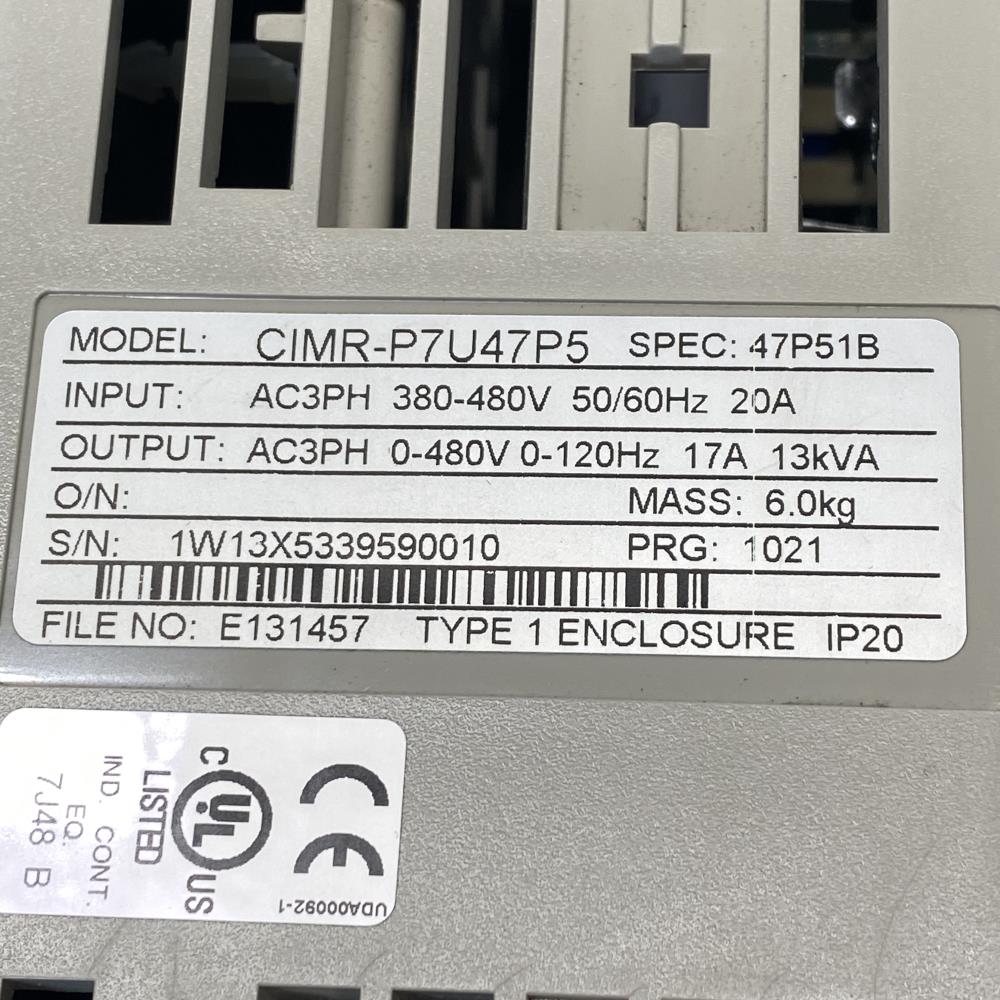 MODEL: CIMR-P7U47P5 SPEC: 47P51B
INPUT: AC3PH 380-480V 50/60Hz 20A
OUTPUT: AC3PH 0-480V 0-120Hz 17A 13kVA
O/N: MASS: 6.0kg
S/N: 1W13X5339590010 PRG: 1021
FILE NO: E131457 TYPE 1 ENCLOSURE IP20
C UL US
LISTED
IND. CONT.
EQ.
7J48 B
CE
UDA00092-1